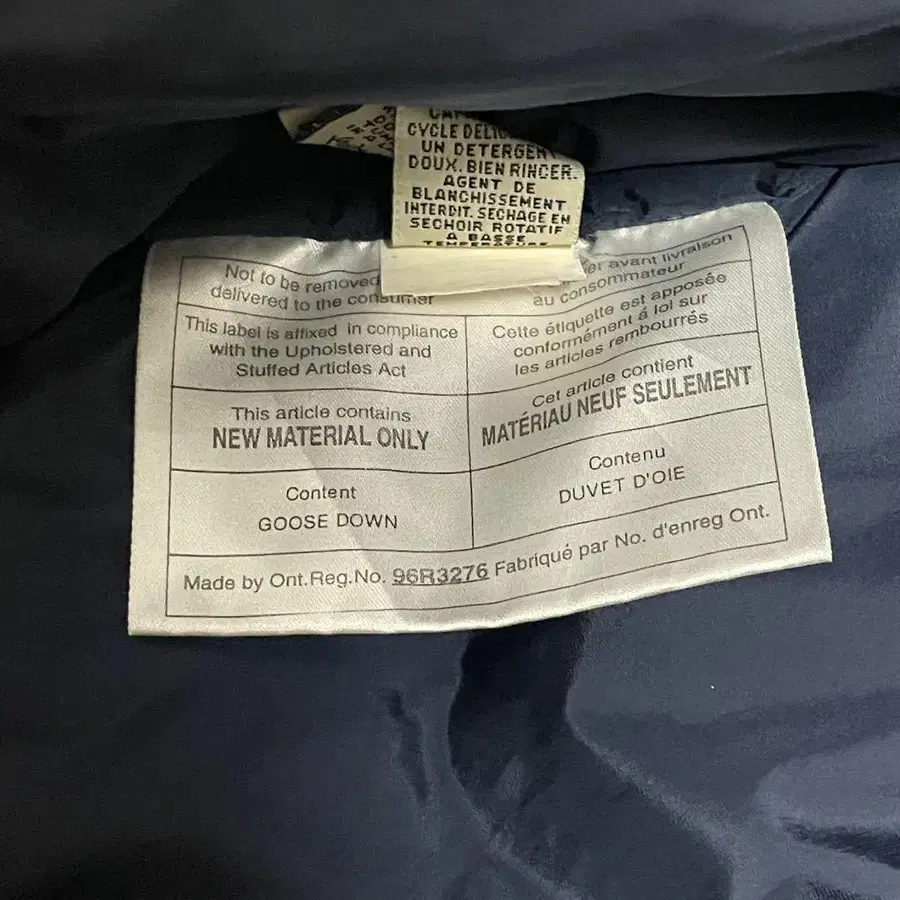 CYCLE
UN
DOUX. BIEN RINCER.
AGENT DE
BLANCHISSEMENT
INTERDIT. SECHAGE EN
SECHOIR ROTATIF
A BASSE
Not to be removed
delivered to the consumer
avant livraison
au consommateur
This label is affixed in compliance
with the Upholstered and
Stuffed Articles Act
Cette étiquette est apposée
conformément á loi sur
les articles rembourrés
This article contains
NEW MATERIAL ONLY
Cet article contient
MATÉRIAU NEUF SEULEMENT
Content
GOOSE DOWN
Contenu
DUVET D'OIE
Made by Ont.Reg.No. 96R3276 Fabriqué par No. d'enreg Ont.